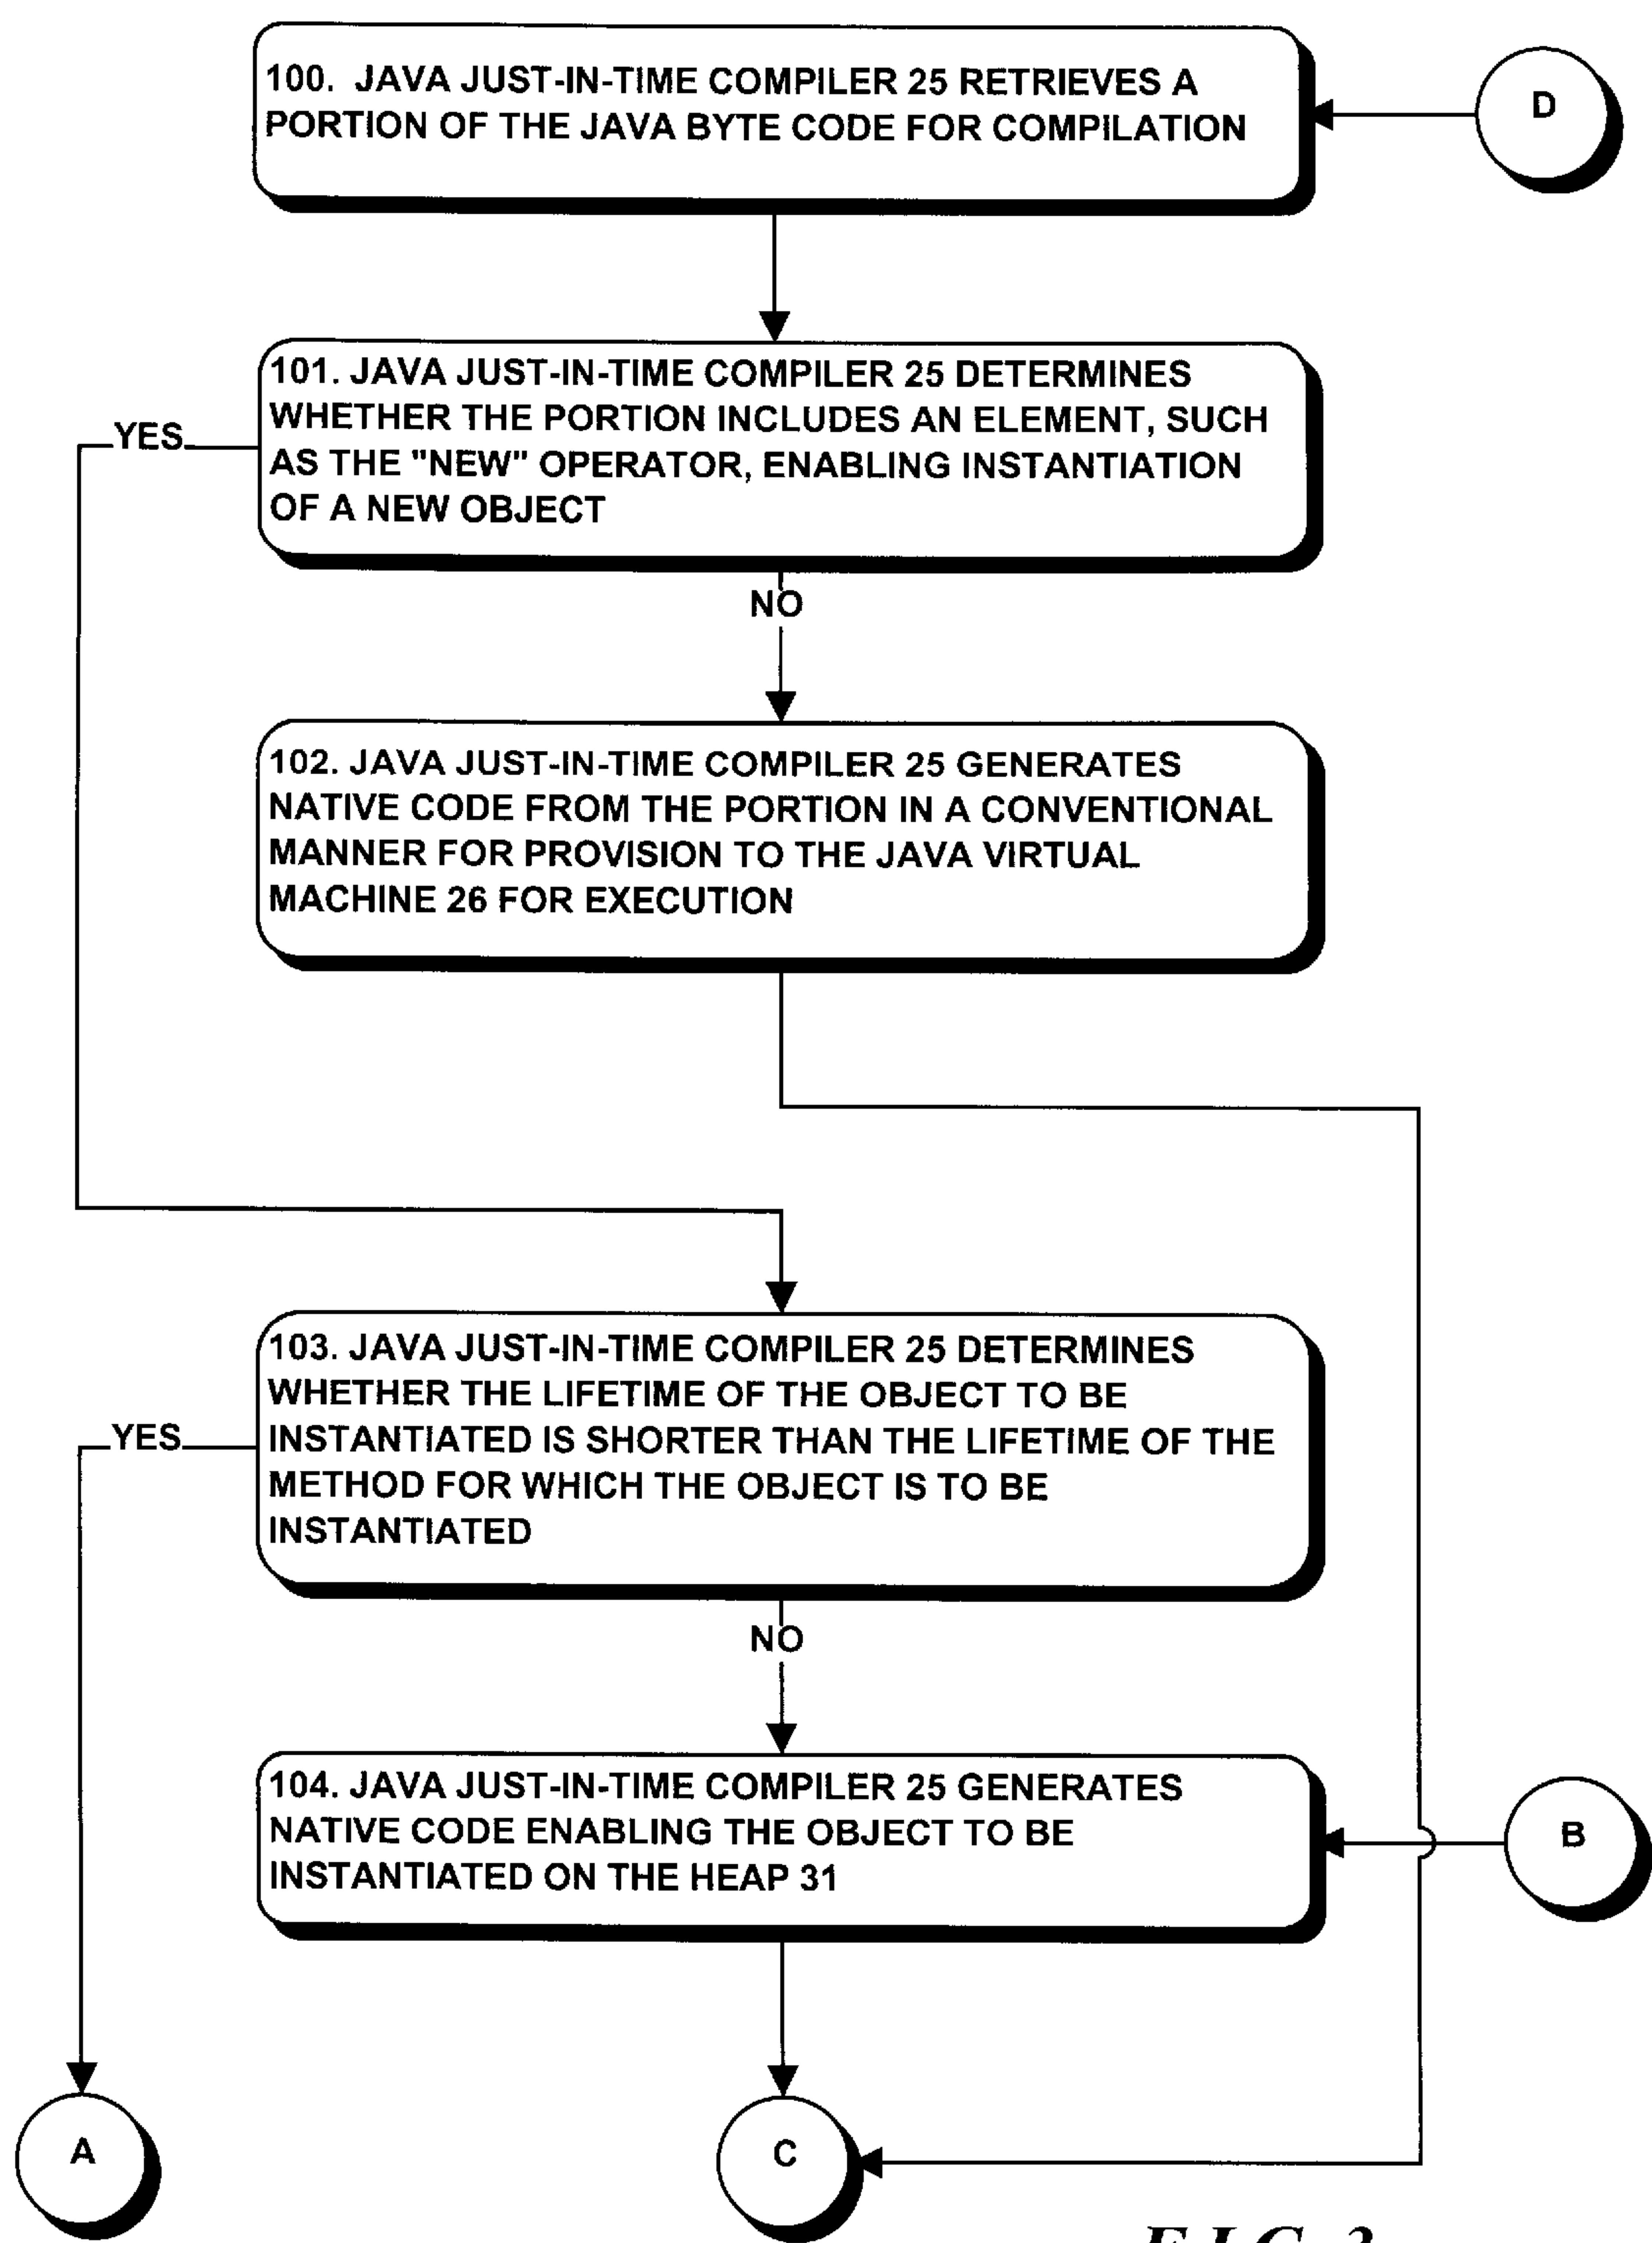 100. JAVA JUST-IN-TIME COMPILER 25 RETRIEVES A
PORTION OF THE JAVA BYTE CODE FOR COMPILATION
D
101. JAVA JUST-IN-TIME COMPILER 25 DETERMINES
WHETHER THE PORTION INCLUDES AN ELEMENT, SUCH
AS THE "NEW" OPERATOR, ENABLING INSTANTIATION
OF A NEW OBJECT
YES
NO
102. JAVA JUST-IN-TIME COMPILER 25 GENERATES
NATIVE CODE FROM THE PORTION IN A CONVENTIONAL
MANNER FOR PROVISION TO THE JAVA VIRTUAL
MACHINE 26 FOR EXECUTION
103. JAVA JUST-IN-TIME COMPILER 25 DETERMINES
WHETHER THE LIFETIME OF THE OBJECT TO BE
INSTANTIATED IS SHORTER THAN THE LIFETIME OF THE
METHOD FOR WHICH THE OBJECT IS TO BE
INSTANTIATED
YES
NO
104. JAVA JUST-IN-TIME COMPILER 25 GENERATES
NATIVE CODE ENABLING THE OBJECT TO BE
INSTANTIATED ON THE HEAP 31
B
A
C